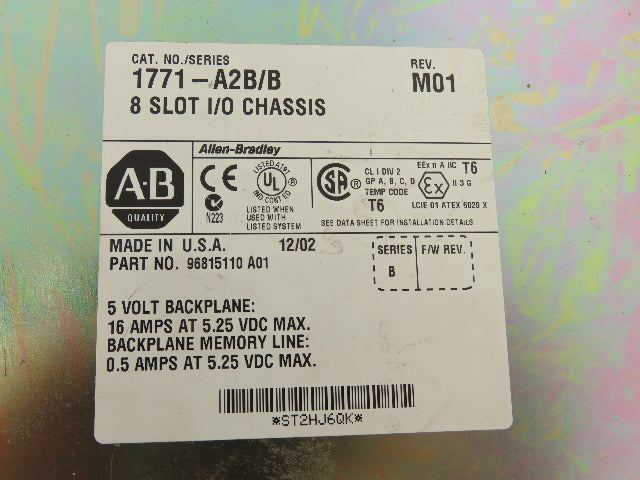 CAT. NO./SERIES
1771-A2B/B
8 SLOT I/O CHASSIS
REV.
M01
Allen-Bradley
A-B
QUALITY
CE
N223
LISTED A197
UL
IND CONT EQ
LISTED WHEN
USED WITH
LISTED SYSTEM
SA
CL I DIV 2
GP A, B, C, D
TEMP CODE
T6
EEx n A IIC T6
Ex II 3 G
LCIE 01 ATEX 6020 X
SEE DATA SHEET FOR INSTALLATION DETAILS
MADE IN U.S.A. 12/02
PART NO. 96815110 A01
SERIES
B
F/W REV.
5 VOLT BACKPLANE:
16 AMPS AT 5.25 VDC MAX.
BACKPLANE MEMORY LINE:
0.5 AMPS AT 5.25 VDC MAX.
*ST2HJ6QK*